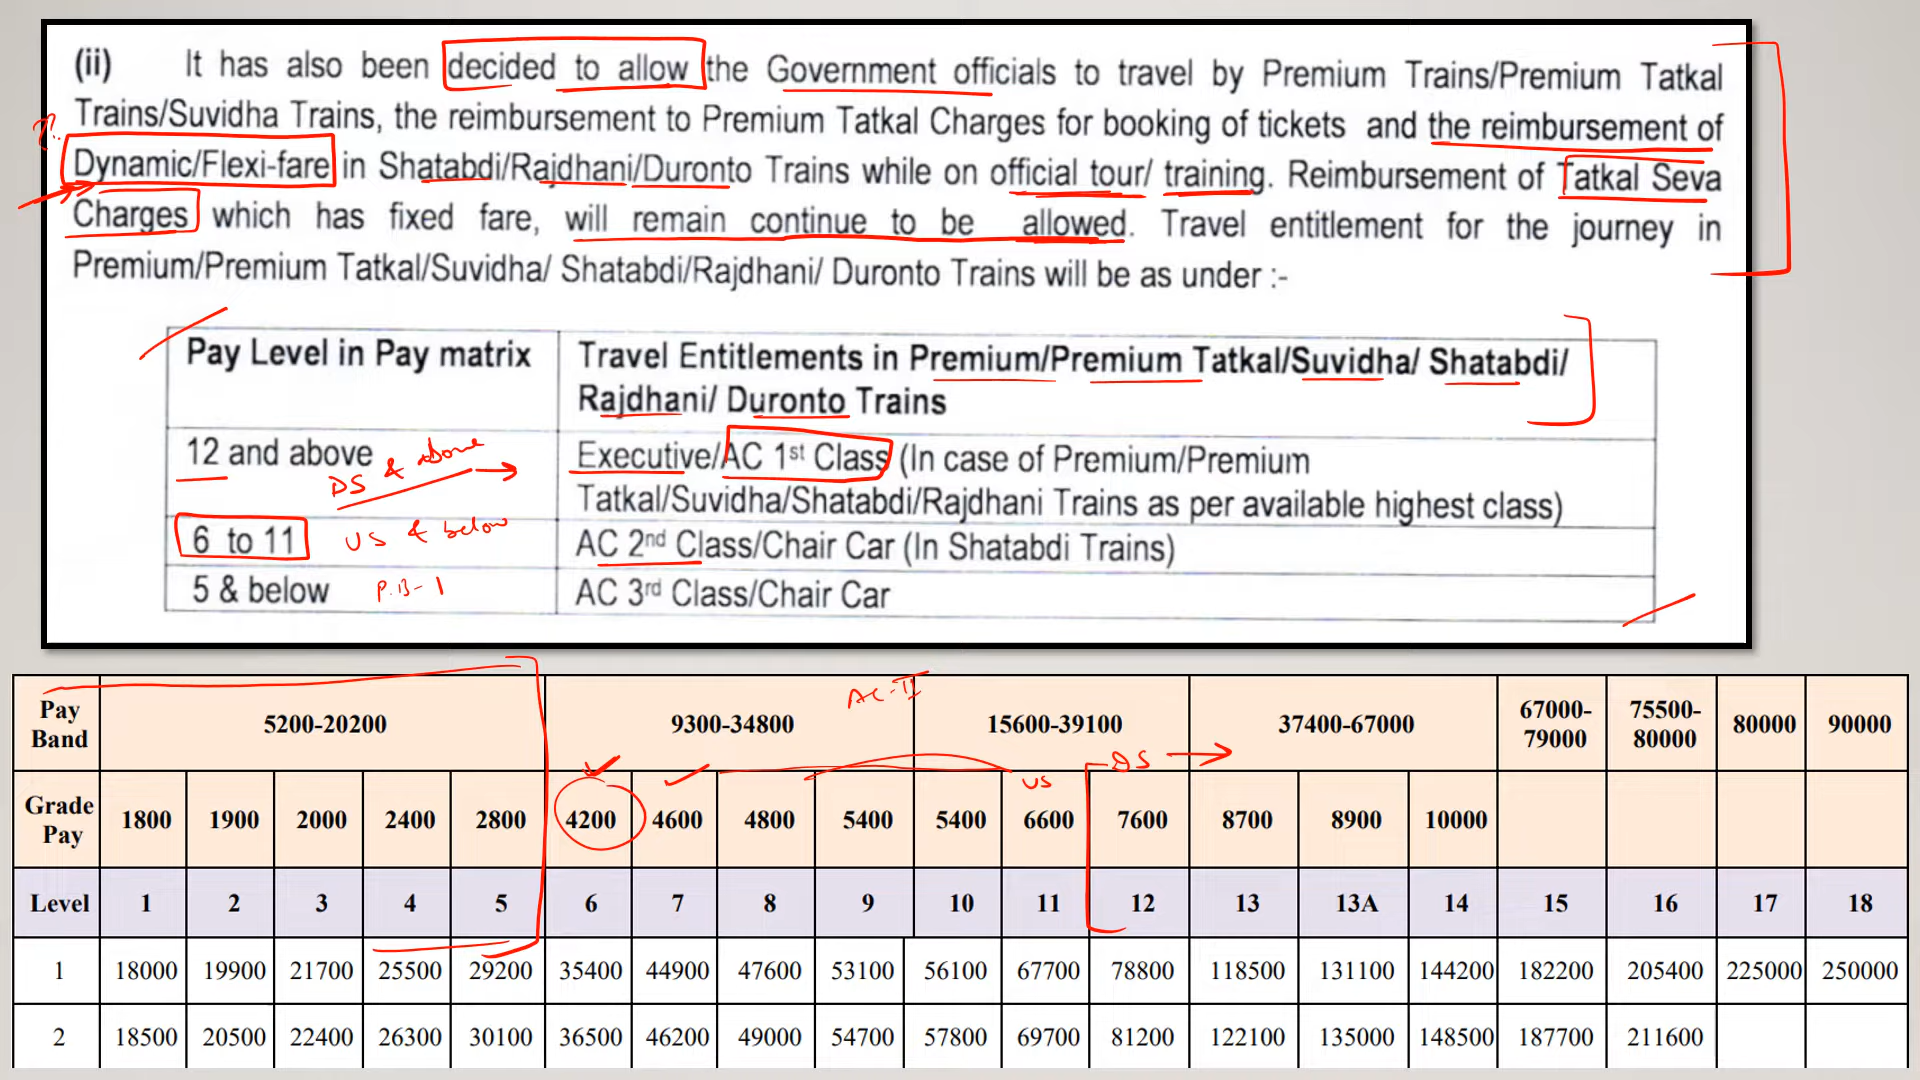 (ii) It has also been decided to allow the Government officials to travel by Premium Trains/Premium Tatkal
Trains/Suvidha Trains, the reimbursement to Premium Tatkal Charges for booking of tickets and the reimbursement of
Dynamic/Flexi-fare in Shatabdi/Rajdhani/Duronto Trains while on official tour/ training. Reimbursement of Tatkal Seva
Charges which has fixed fare, will remain continue to be allowed. Travel entitlement for the journey in
Premium/Premium Tatkal/Suvidha/ Shatabdi/Rajdhani/ Duronto Trains will be as under :-
Pay Level in Pay matrix Travel Entitlements in Premium/Premium Tatkal/Suvidha/ Shatabdi/
Rajdhani/ Duronto Trains
12 and above DS & above Executive/AC 1st Class (In case of Premium/Premium
Tatkal/Suvidha/Shatabdi/Rajdhani Trains as per available highest class)
6 to 11 US & below AC 2nd Class/Chair Car (In Shatabdi Trains)
5 & below P.B-1 AC 3rd Class/Chair Car
AC-II
Pay Band 5200-20200 9300-34800 15600-39100 37400-67000 67000-79000 75500-80000 80000 90000
US DS
Grade Pay 1800 1900 2000 2400 2800 4200 4600 4800 5400 5400 6600 7600 8700 8900 10000
Level 1 2 3 4 5 6 7 8 9 10 11 12 13 13A 14 15 16 17 18
1 18000 19900 21700 25500 29200 35400 44900 47600 53100 56100 67700 78800 118500 131100 144200 182200 205400 225000 250000
2 18500 20500 22400 26300 30100 36500 46200 49000 54700 57800 69700 81200 122100 135000 148500 187700 211600